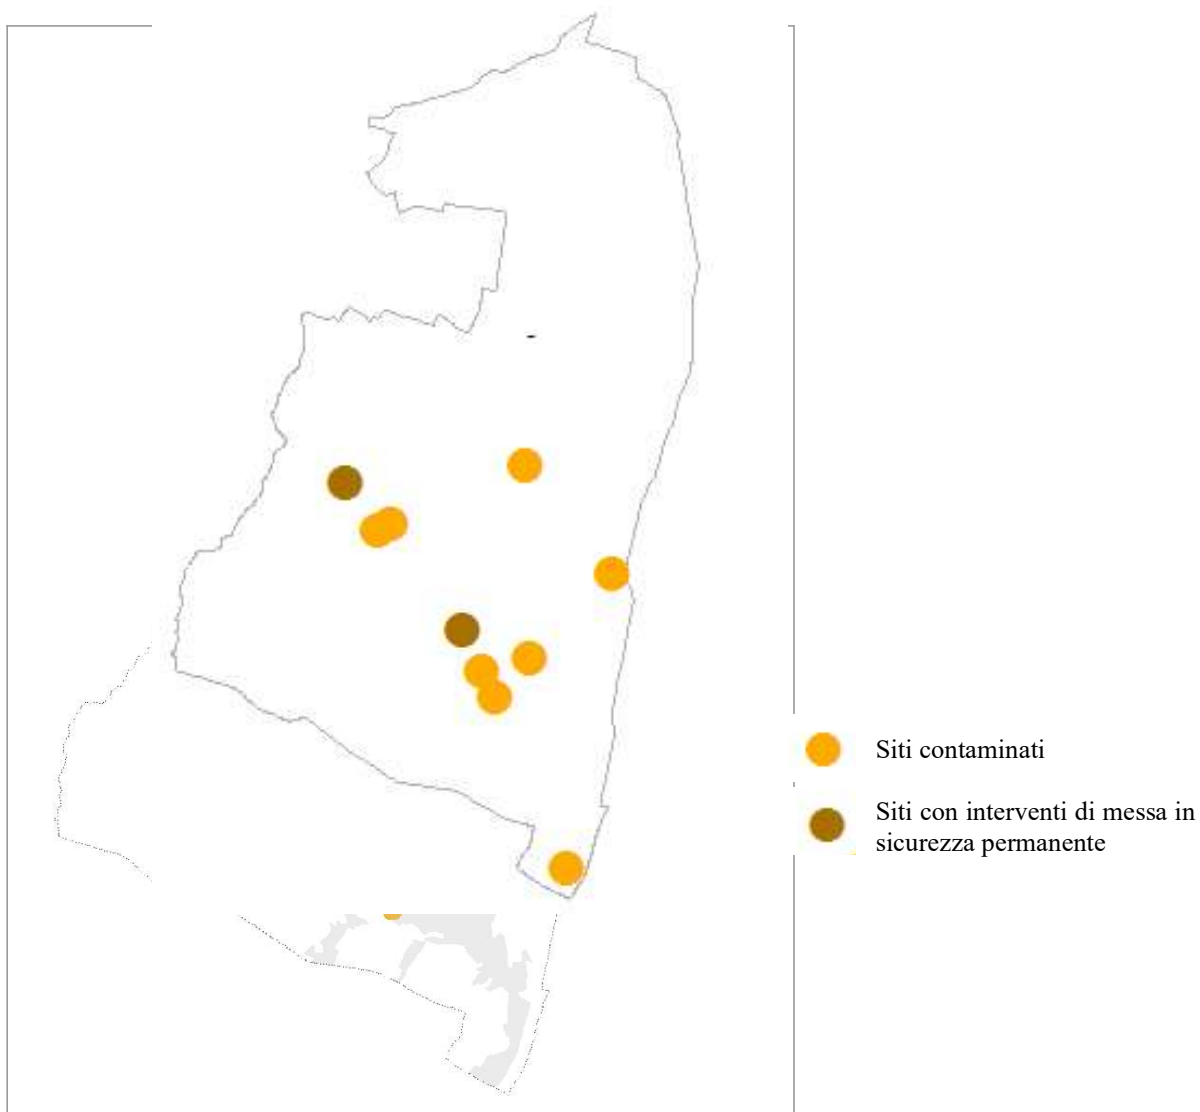 Siti contaminati
Siti con interventi di messa in
sicurezza permanente